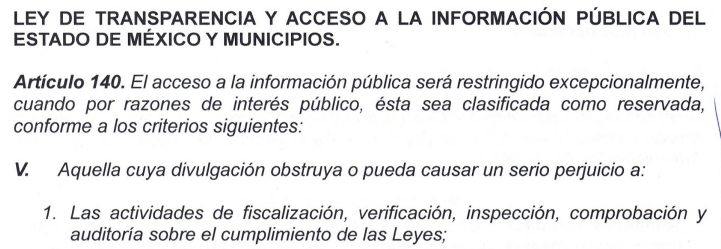 LEY DE TRANSPARENCIA Y ACCESO A LA INFORMACIÓN PÚBLICA DEL
ESTADO DE MÉXICO Y MUNICIPIOS.
Artículo 140. El acceso a la información pública será restringido excepcionalmente,
cuando por razones de interés público, ésta sea clasificada como reservada,
conforme a los criterios siguientes:
V. Aquella cuya divulgación obstruya o pueda causar un serio perjuicio a:
1. Las actividades de fiscalización, verificación, inspección, comprobación y
auditoría sobre el cumplimiento de las Leyes;